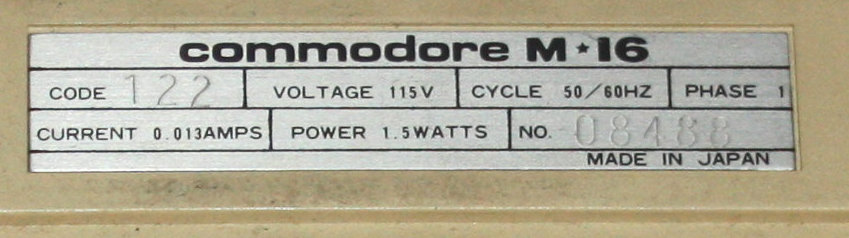 commodore M★16
CODE 122 VOLTAGE 115V CYCLE 50/60HZ PHASE 1
CURRENT 0.013AMPS POWER 1.5WATTS NO. 08488
MADE IN JAPAN